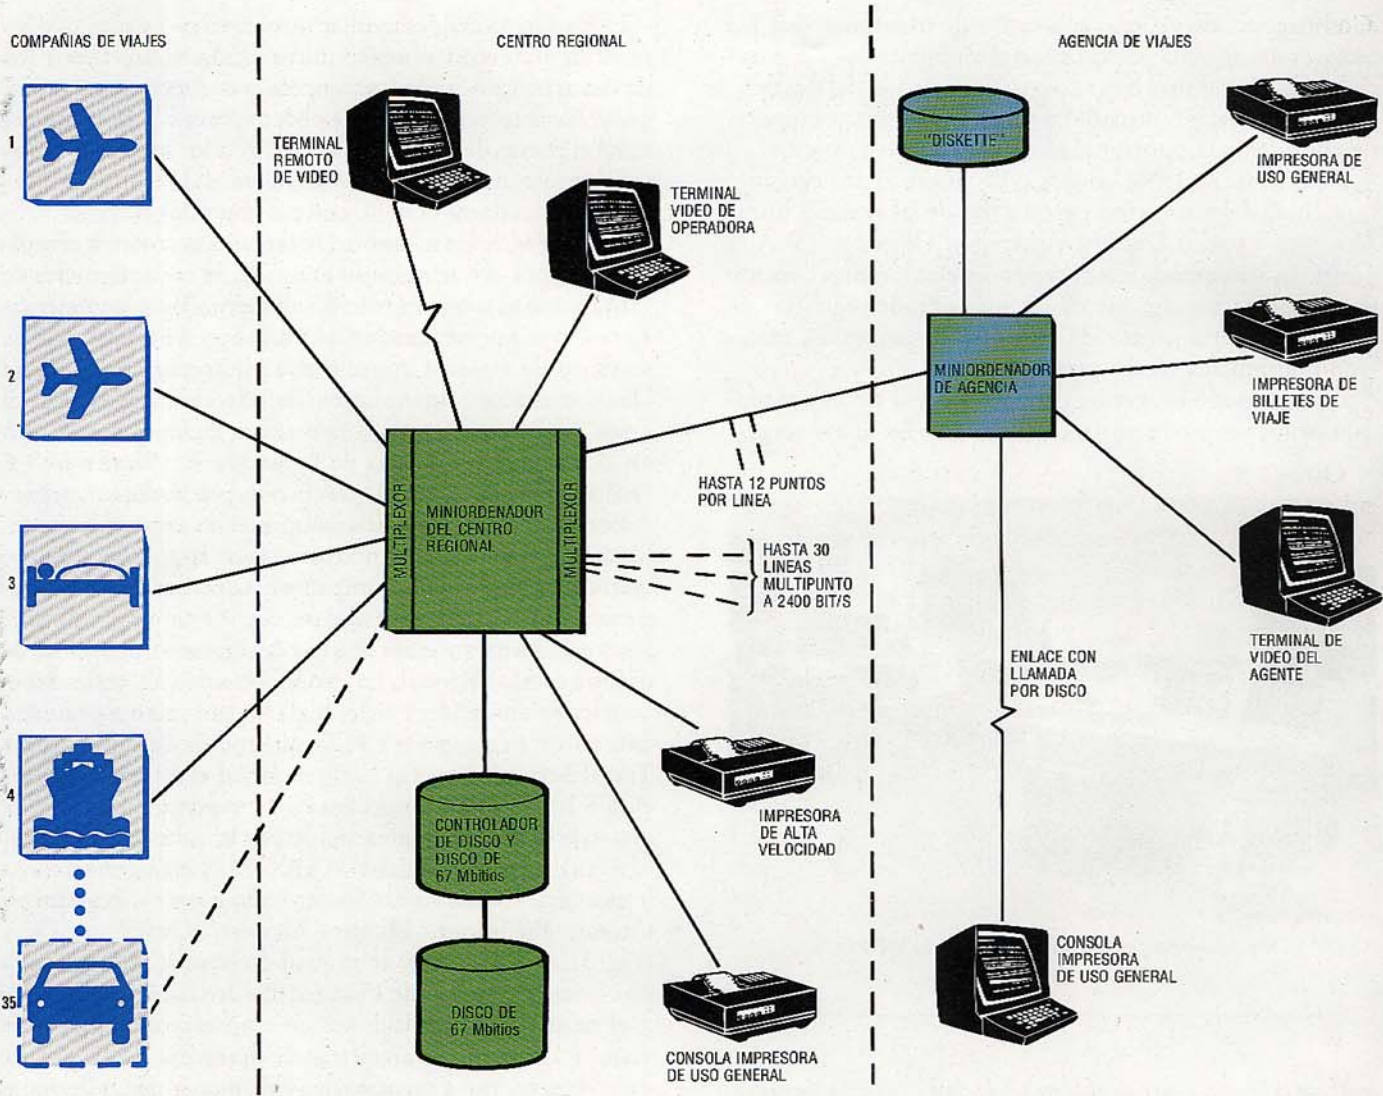 COMPAÑIAS DE VIAJES
CENTRO REGIONAL
AGENCIA DE VIAJES
1
TERMINAL
REMOTO
DE VIDEO
TERMINAL
VIDEO DE
OPERADORA
"DISKETTE"
IMPRESORA DE
USO GENERAL
2
MINIORDENADOR
DE AGENCIA
IMPRESORA DE
BILLETES DE
VIAJE
HASTA 12 PUNTOS
POR LINEA
MULTIPLEXOR
MINIORDENADOR
DEL CENTRO
REGIONAL
MULTIPLEXOR
HASTA 30
LINEAS
MULTIPUNTO
A 2400 BIT/S
3
TERMINAL DE
VIDEO DEL
AGENTE
ENLACE CON
LLAMADA
POR DISCO
4
CONTROLADOR
DE DISCO Y
DISCO DE
67 Mbitios
IMPRESORA
DE ALTA
VELOCIDAD
CONSOLA
IMPRESORA
DE USO GENERAL
35
DISCO DE
67 Mbitios
CONSOLA IMPRESORA
DE USO GENERAL